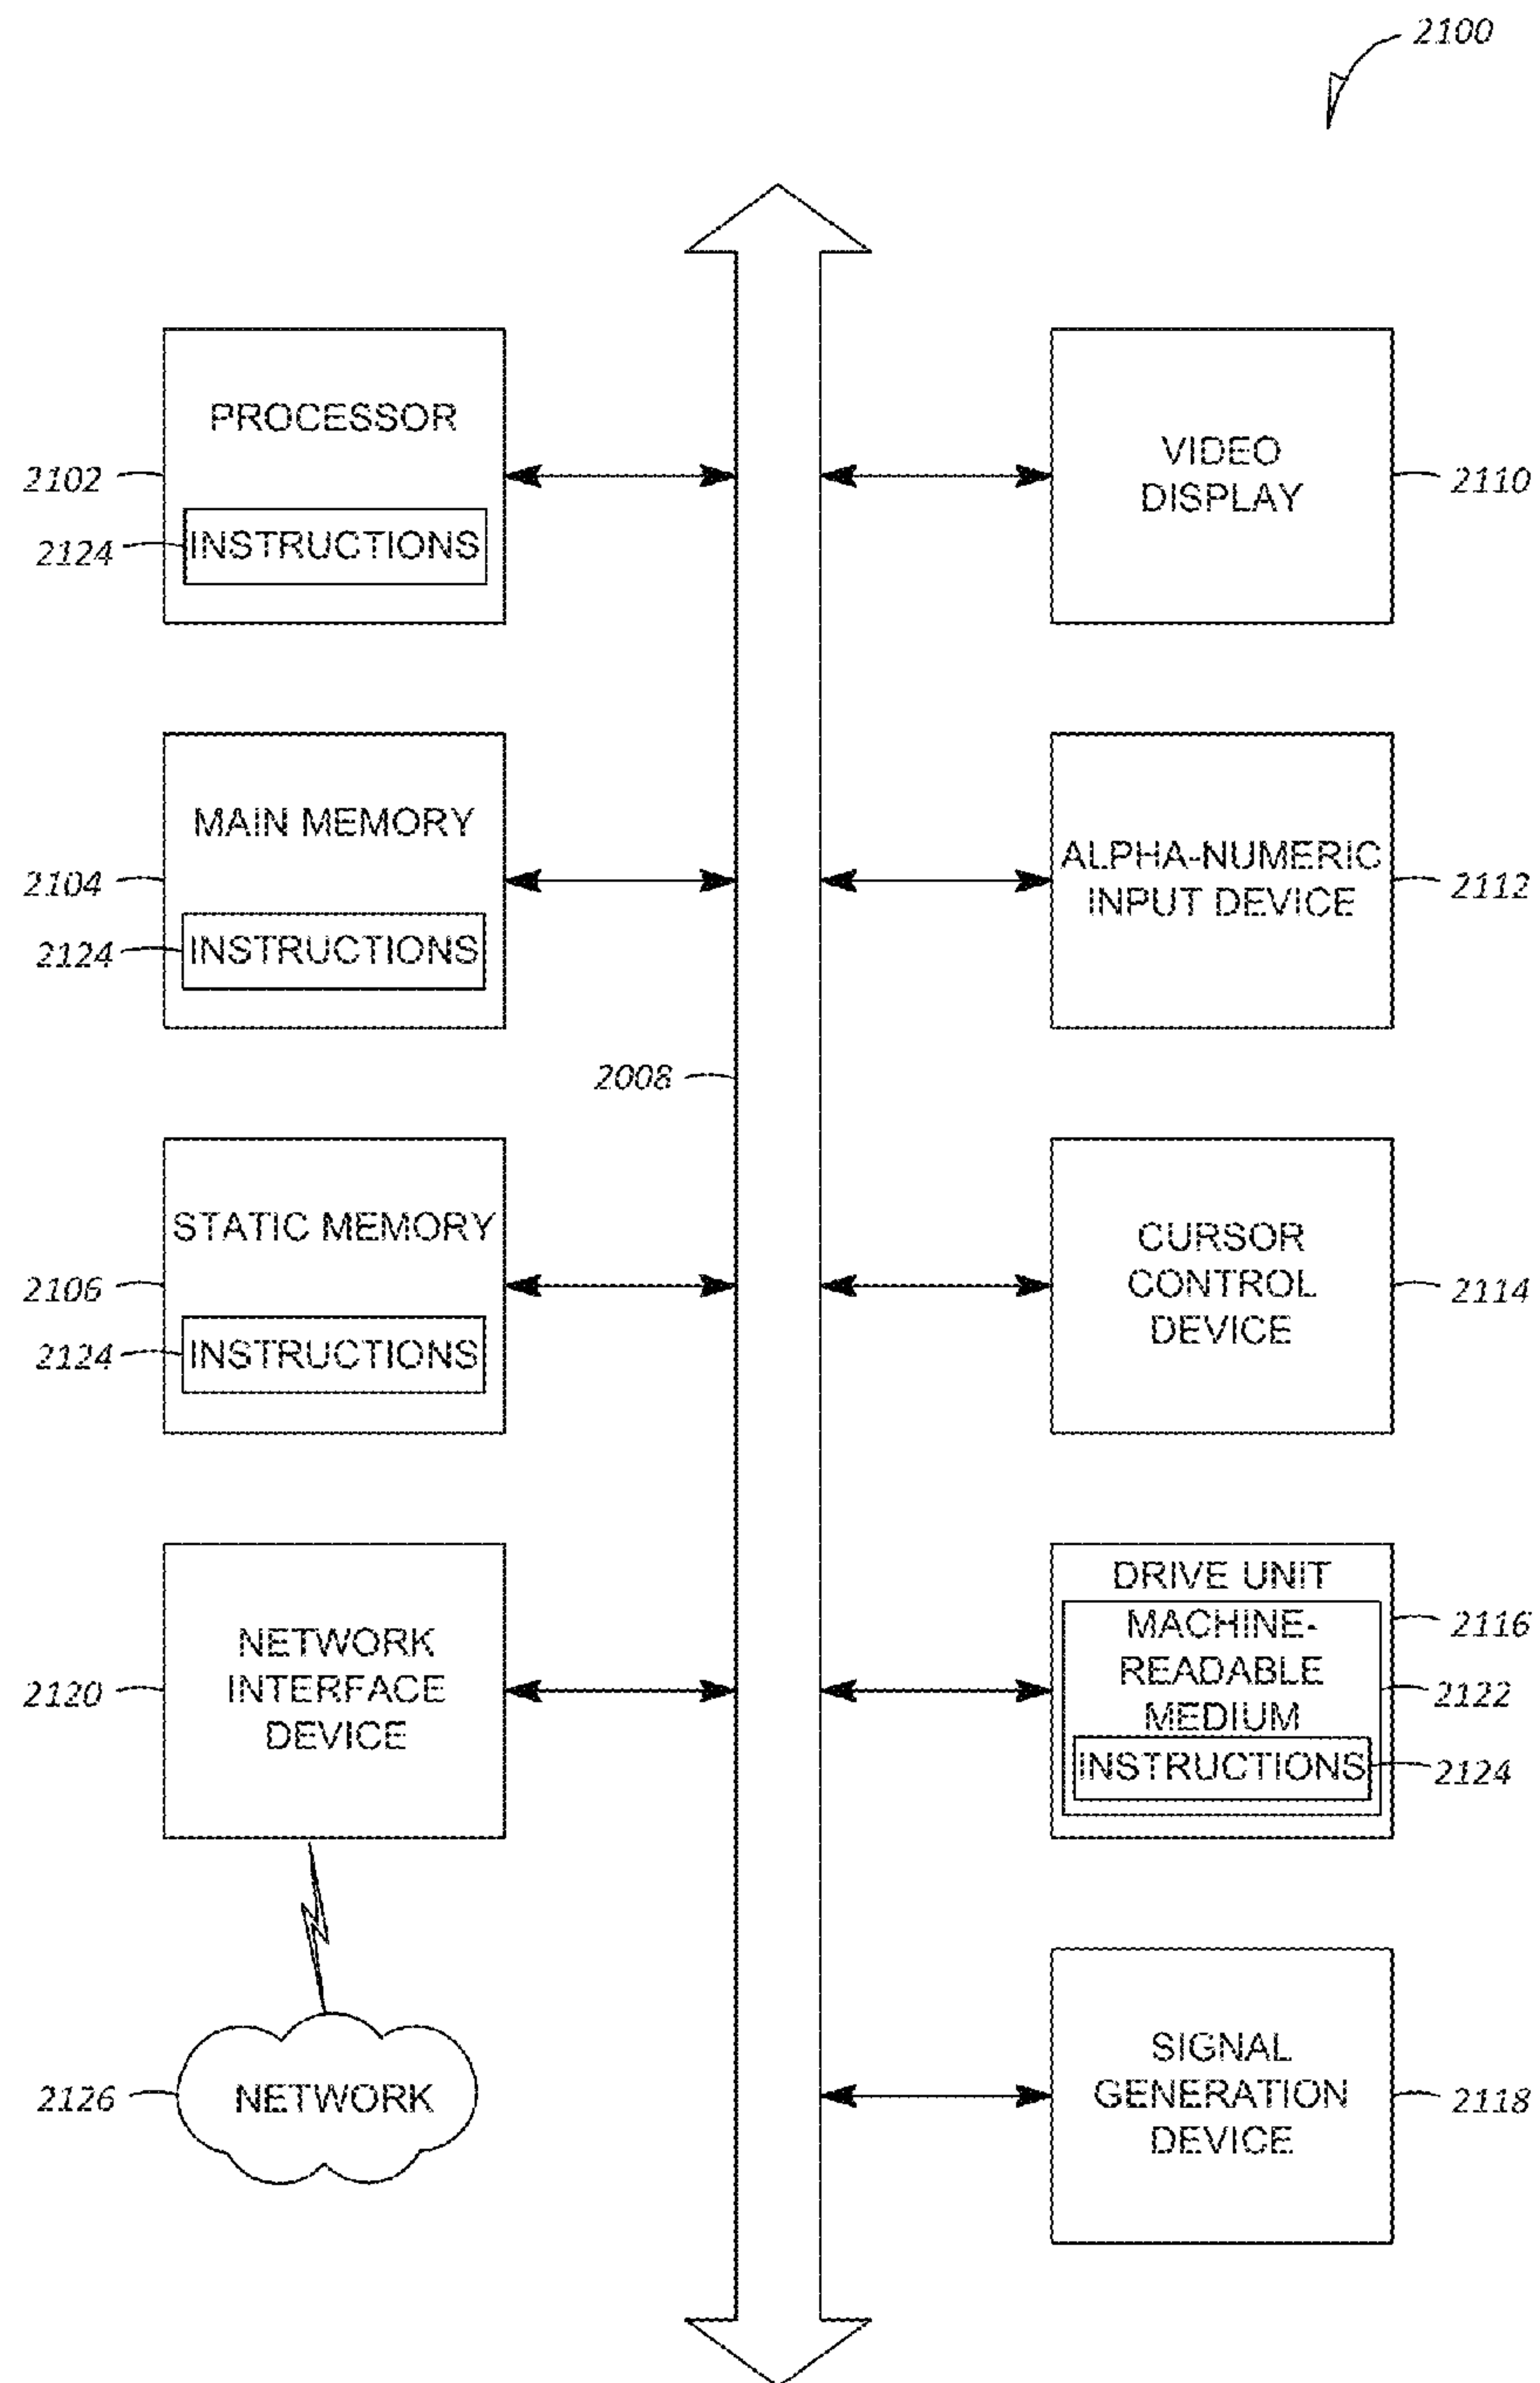 2100
PROCESSOR
2102
2124
INSTRUCTIONS
VIDEO
DISPLAY
2110
MAIN MEMORY
2104
2124
INSTRUCTIONS
ALPHA-NUMERIC
INPUT DEVICE
2112
2008
STATIC MEMORY
2106
2124
INSTRUCTIONS
CURSOR
CONTROL
DEVICE
2114
NETWORK
INTERFACE
DEVICE
2120
DRIVE UNIT
2116
MACHINE-
READABLE
MEDIUM
2122
INSTRUCTIONS
2124
NETWORK
2126
SIGNAL
GENERATION
DEVICE
2118